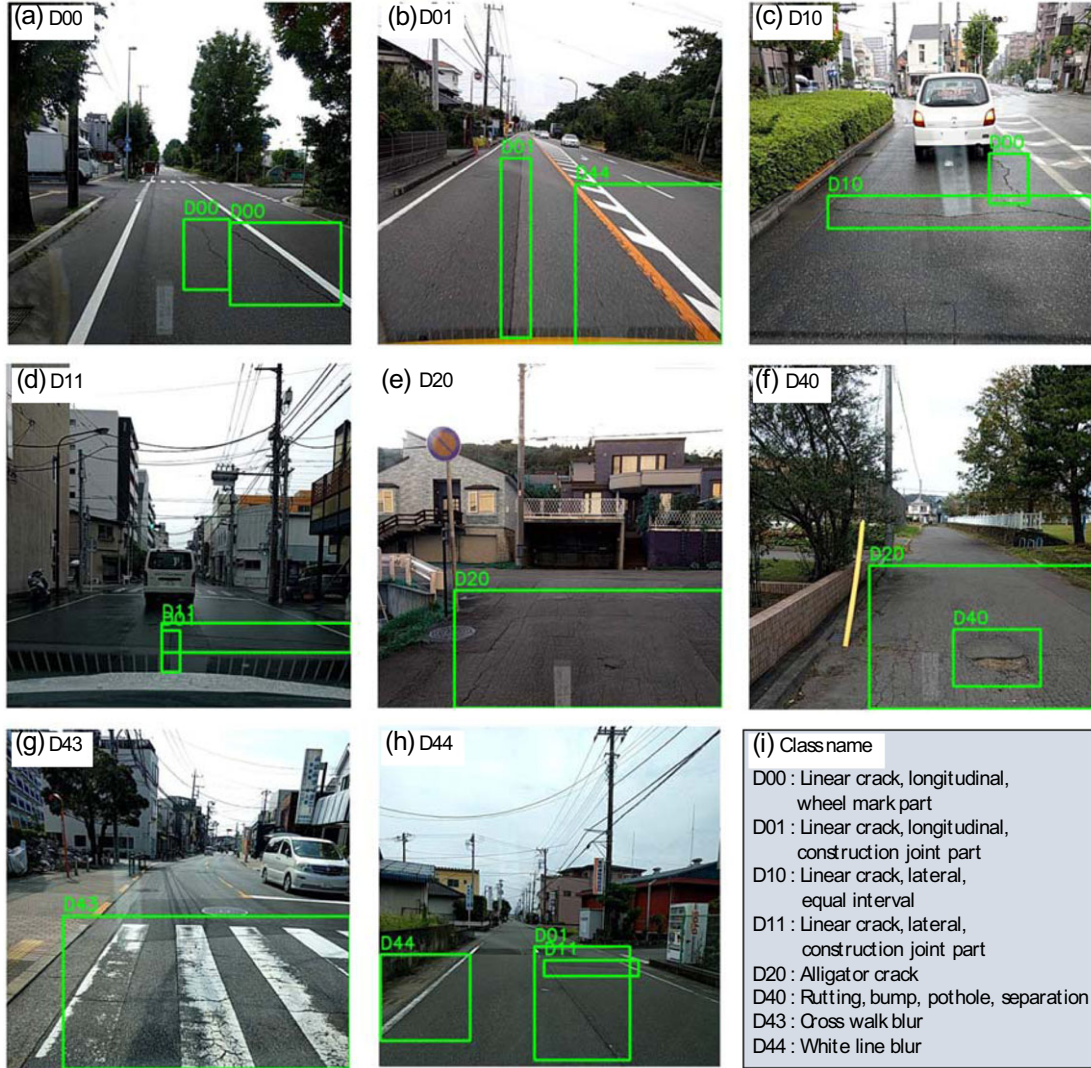 (a) D00
D00 D00
(b) D01
D01
D44
(c) D10
D00
D10
(d) D11
D11
D01
(e) D20
D20
(f) D40
D20
D40
(g) D43
D43
(h) D44
D44
D01
D11
(i) Class name
D00 : Linear crack, longitudinal,
wheel mark part
D01 : Linear crack, longitudinal,
construction joint part
D10 : Linear crack, lateral,
equal interval
D11 : Linear crack, lateral,
construction joint part
D20 : Alligator crack
D40 : Rutting, bump, pothole, separation
D43 : Cross walk blur
D44 : White line blur